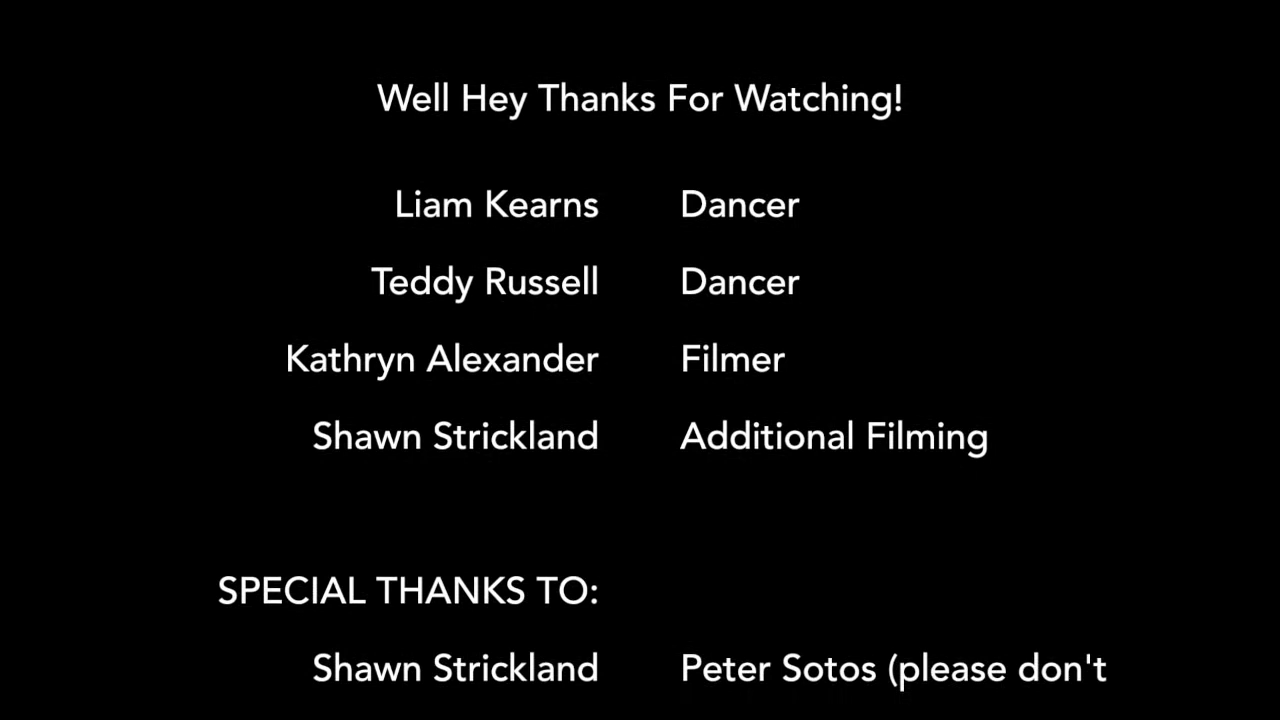 Well Hey Thanks For Watching!
Liam Kearns Dancer
Teddy Russell Dancer
Kathryn Alexander Filmer
Shawn Strickland Additional Filming
SPECIAL THANKS TO:
Shawn Strickland Peter Sotos (please don't